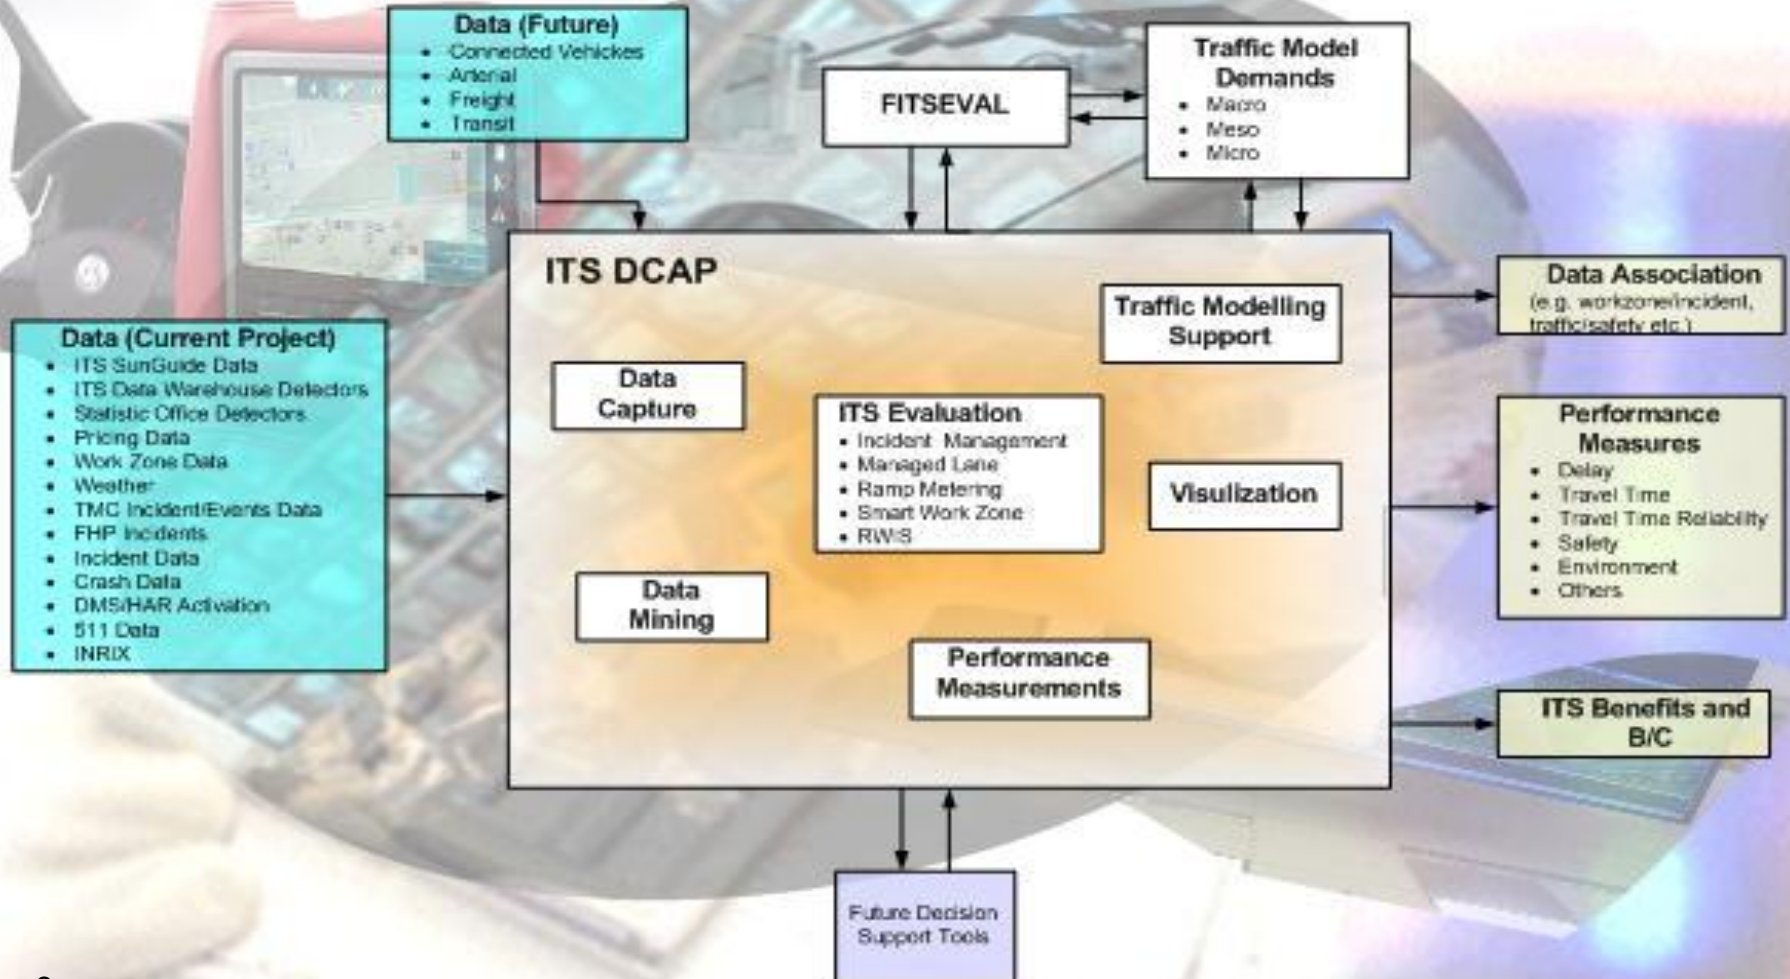 Data (Future)
• Connected Vehickes
• Arterial
• Freight
• Transit
FITSEVAL
Traffic Model
Demands
• Macro
• Meso
• Micro
ITS DCAP
Data (Current Project)
• ITS SunGuide Data
• ITS Data Warehouse Detectors
• Statistic Office Detectors
• Pricing Data
• Work Zone Data
• Weather
• TMC Incident/Events Data
• FHP Incidents
• Incident Data
• Crash Data
• DMS/HAR Activation
• 511 Data
• INRIX
Data
Capture
Data
Mining
ITS Evaluation
• Incident Management
• Managed Lane
• Ramp Metering
• Smart Work Zone
• RWIS
Traffic Modelling
Support
Visulization
Performance
Measurements
Data Association
(e.g. workzone/incident,
traffic/safety etc.)
Performance
Measures
• Delay
• Travel Time
• Travel Time Reliability
• Safety
• Environment
• Others
ITS Benefits and
B/C
Future Decision
Support Tools